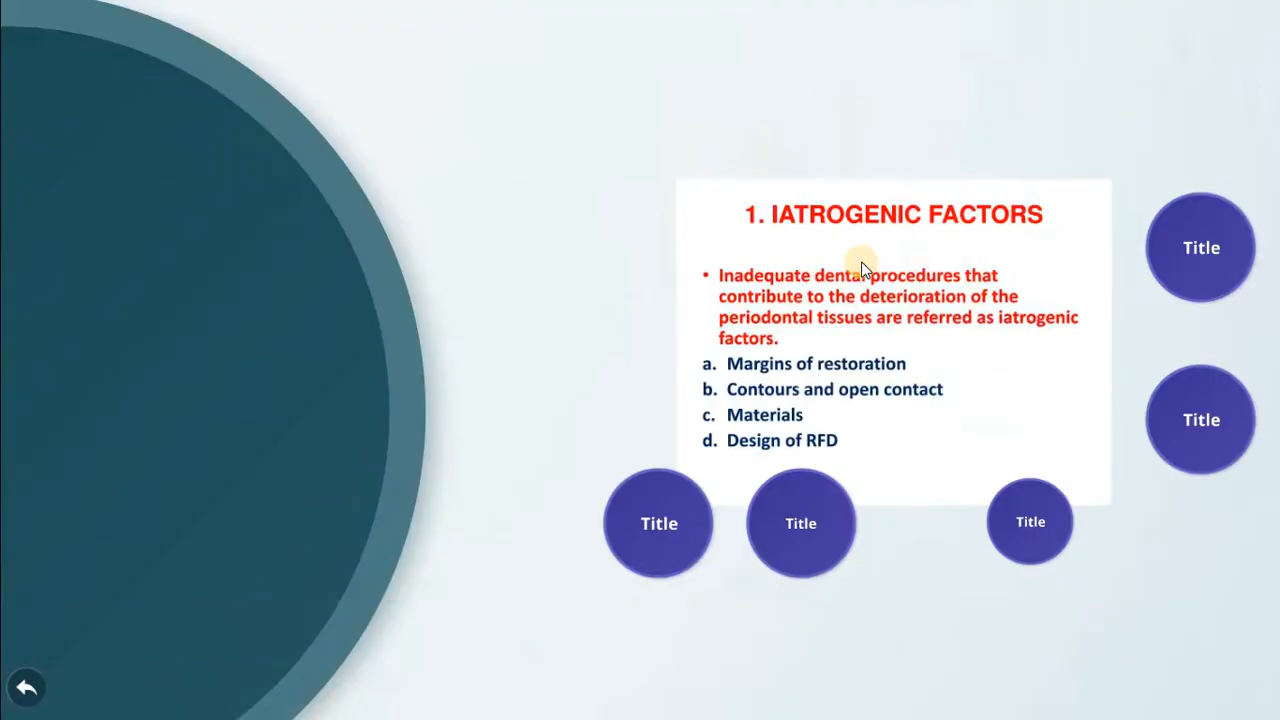 1. IATROGENIC FACTORS
• Inadequate dental procedures that
contribute to the deterioration of the
periodontal tissues are referred as iatrogenic
factors.
a. Margins of restoration
b. Contours and open contact
c. Materials
d. Design of RFD
Title
Title
Title
Title
Title